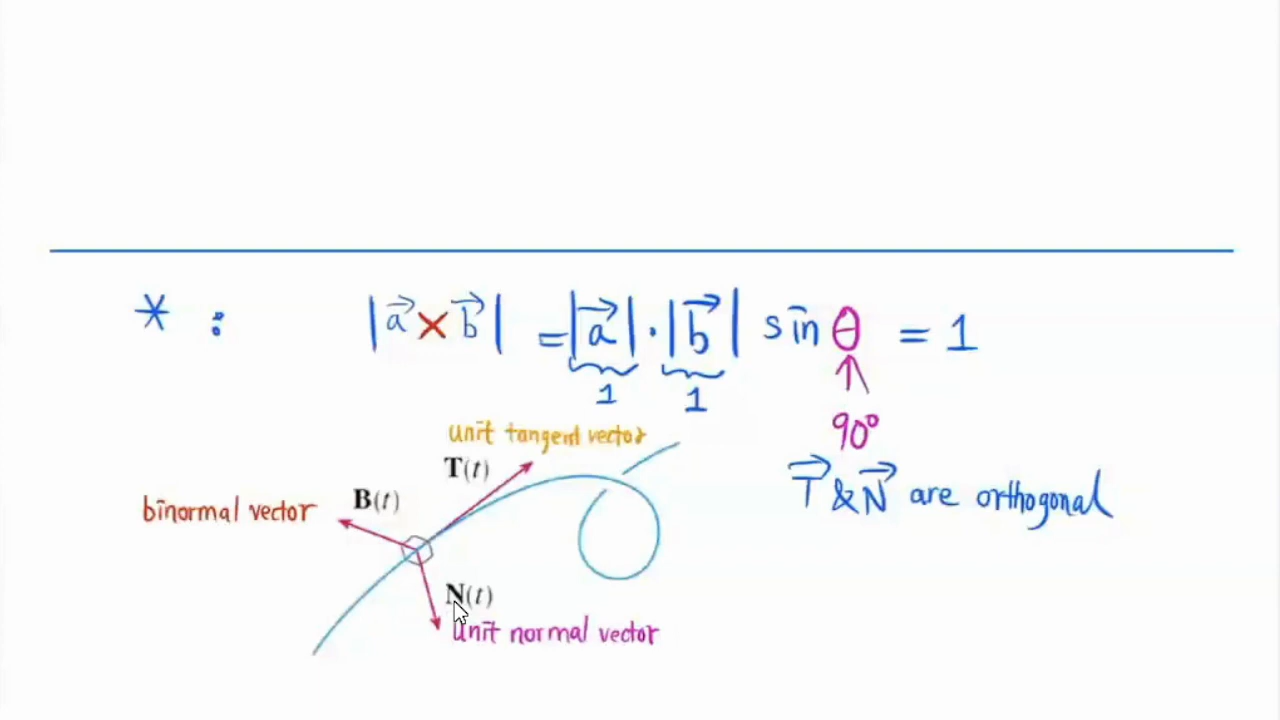 * : |a⃗ × b⃗| = |a⃗| · |b⃗| sin θ = 1
1 1
90°
unit tangent vector
T(t)
T⃗ & N⃗ are orthogonal
B(t)
binormal vector
N(t)
unit normal vector